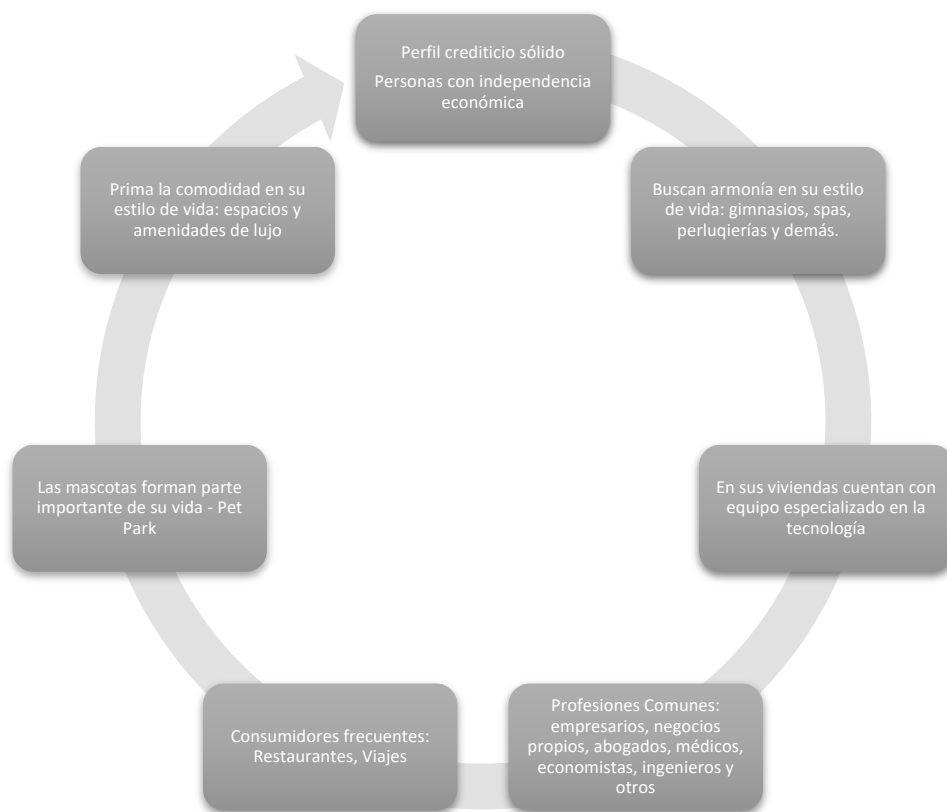 Perfil crediticio sólido
Personas con independencia
económica
Buscan armonía en su estilo
de vida: gimnasios, spas,
perluqierías y demás.
En sus viviendas cuentan con
equipo especializado en la
tecnología
Profesiones Comunes:
empresarios, negocios
propios, abogados, médicos,
economistas, ingenieros y
otros
Consumidores frecuentes:
Restaurantes, Viajes
Las mascotas forman parte
importante de su vida - Pet
Park
Prima la comodidad en su
estilo de vida: espacios y
amenidades de lujo